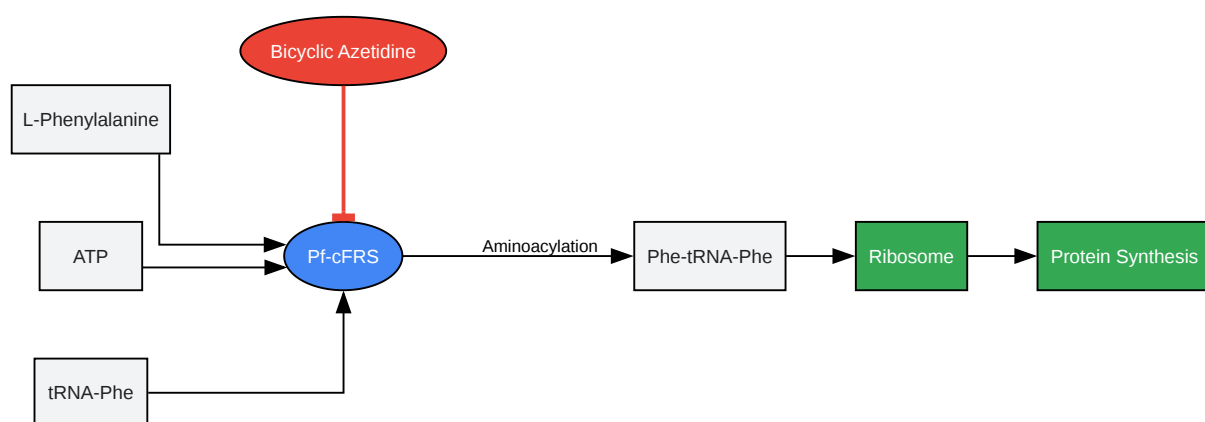 Bicyclic Azetidine
L-Phenylalanine
ATP
Pf-cFRS
Aminoacylation
Phe-tRNA-Phe
Ribosome
Protein Synthesis
tRNA-Phe